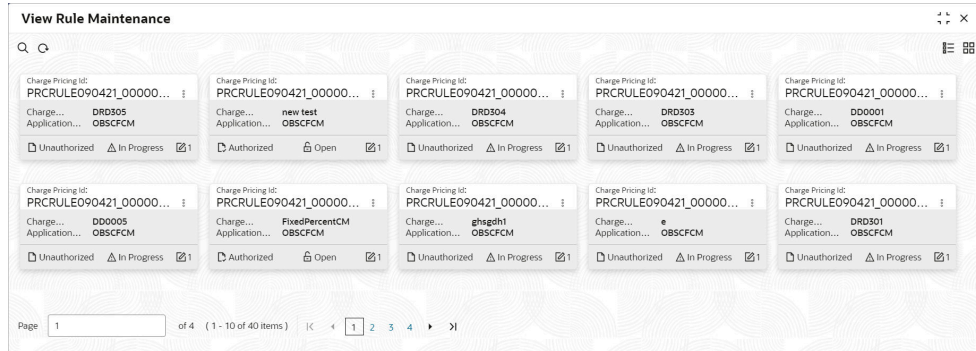 View Rule Maintenance
Charge Pricing Id: Charge Pricing Id: Charge Pricing Id: Charge Pricing Id: Charge Pricing Id:
PRCRULE090421_00000... PRCRULE090421_00000... PRCRULE090421_00000... PRCRULE090421_00000... PRCRULE090421_00000...
Charge... DRD305 Charge... new test Charge... DRD304 Charge... DRD303 Charge... DD0001
Application... OBSCFCM Application... OBSCFCM Application... OBSCFCM Application... OBSCFCM Application... OBSCFCM
Unauthorized In Progress 1 Authorized Open 1 Unauthorized In Progress 1 Unauthorized In Progress 1 Unauthorized In Progress 1
Charge Pricing Id: Charge Pricing Id: Charge Pricing Id: Charge Pricing Id: Charge Pricing Id:
PRCRULE090421_00000... PRCRULE090421_00000... PRCRULE090421_00000... PRCRULE090421_00000... PRCRULE090421_00000...
Charge... DD0005 Charge... FixedPercentCM Charge... ghsgdh1 Charge... e Charge... DRD301
Application... OBSCFCM Application... OBSCFCM Application... OBSCFCM Application... OBSCFCM Application... OBSCFCM
Unauthorized In Progress 1 Authorized Open 1 Unauthorized In Progress 1 Unauthorized In Progress 1 Unauthorized In Progress 1
Page 1 of 4 ( 1 - 10 of 40 items ) 1 2 3 4